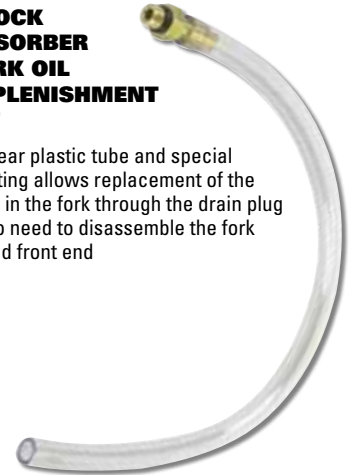 OCK
SORBER
RK OIL
PLENISHMENT
ear plastic tube and special
ting allows replacement of the
in the fork through the drain plug
o need to disassemble the fork
d front end